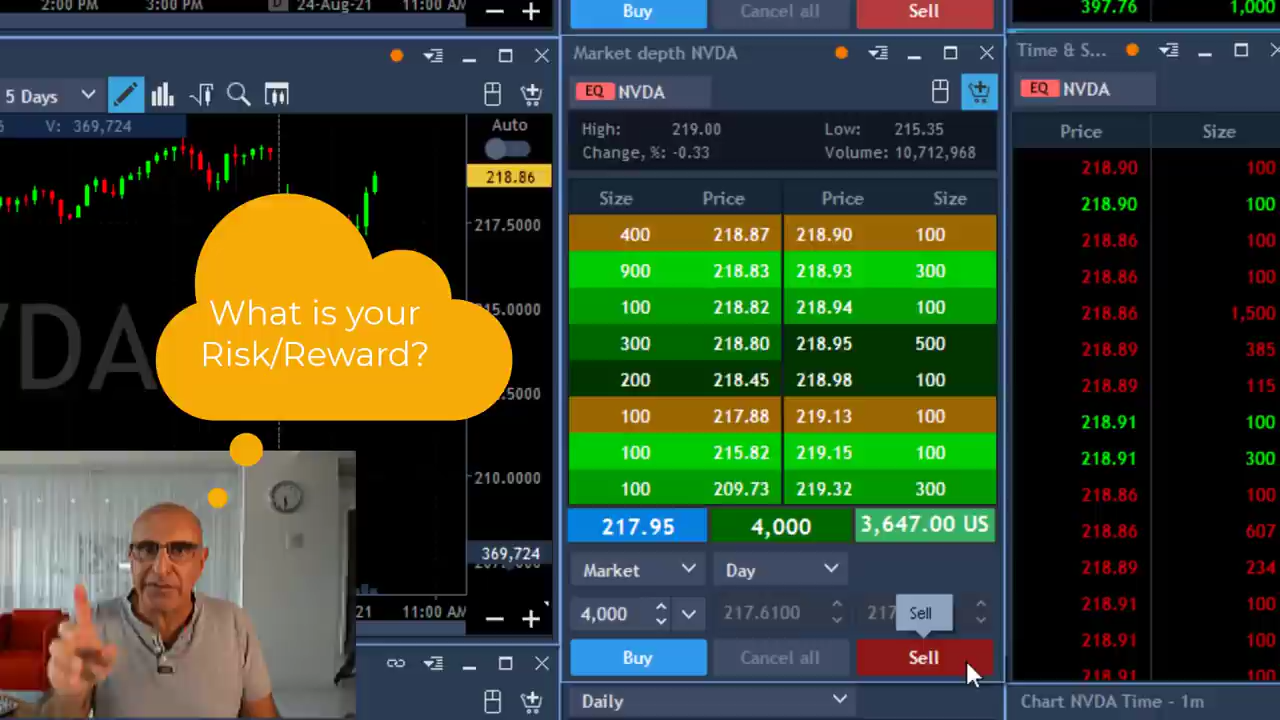 2:00 PM 3:00 PM D 24-Aug-21 11:00 AM
Buy Cancel all Sell
397.76 1,000
5 Days
V: 369,724
Auto
218.86
217.5000
210.0000
369,724
21 11:00 AM
What is your
Risk/Reward?
Market depth NVDA
EQ NVDA
High: 219.00 Low: 215.35
Change, %: -0.33 Volume: 10,712,968
Size Price Price Size
400 218.87 218.90 100
900 218.83 218.93 300
100 218.82 218.94 100
300 218.80 218.95 500
200 218.45 218.98 100
100 217.88 219.13 100
100 215.82 219.15 100
100 209.73 219.32 300
217.95 4,000 3,647.00 US
Market Day
4,000 217.6100 217 Sell
Buy Cancel all Sell
Daily
Time & S...
EQ NVDA
Price Size
218.90 100
218.90 100
218.86 100
218.86 100
218.86 1,500
218.89 385
218.89 115
218.91 100
218.91 300
218.86 100
218.86 607
218.89 234
218.86 100
218.91 100
Chart NVDA Time - 1m